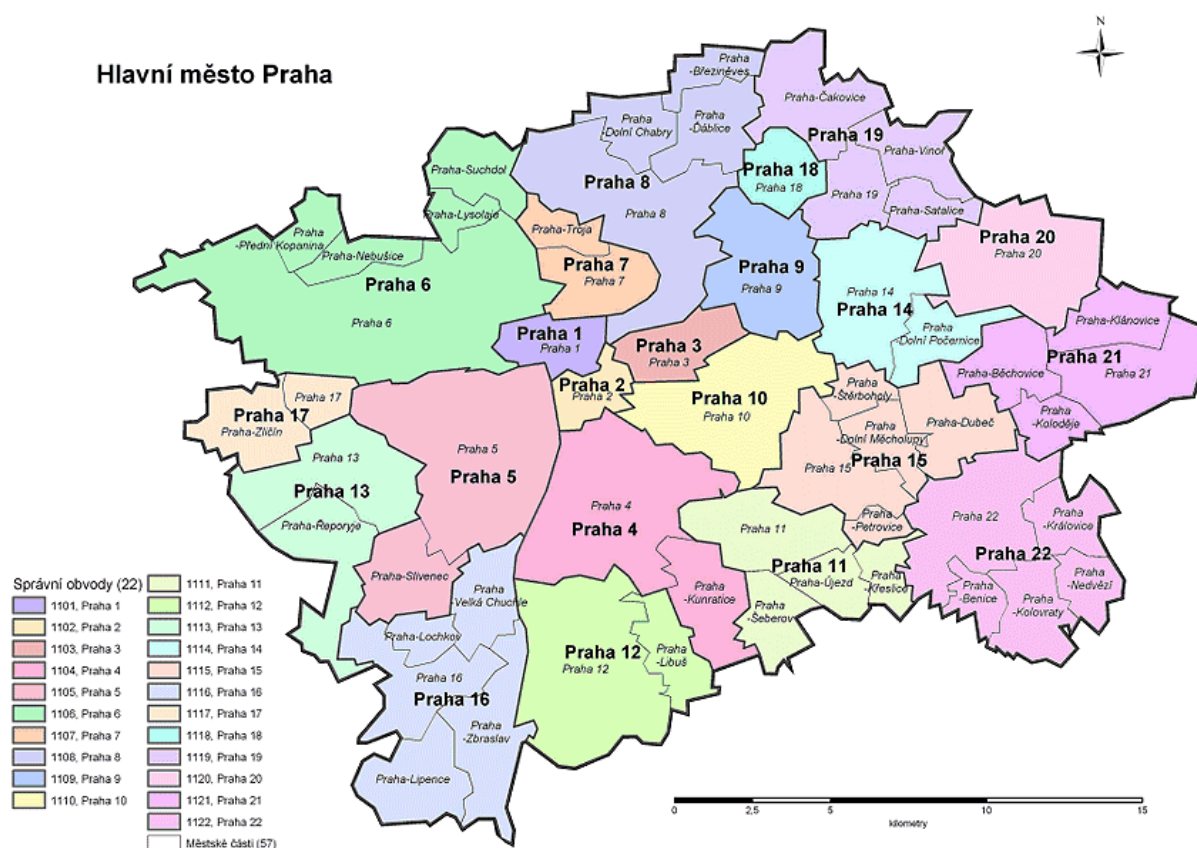 Hlavní město Praha
N
Praha
-Březiněves
Praha-Čakovice
Praha
-Dolní Chabry
Praha
-Ďáblice
Praha 19
Praha-Vinoř
Praha-Suchdol
Praha 18
Praha 18
Praha 8
Praha 8
Praha 19
Praha-Satalice
Praha-Lysolaje
Praha-Troja
Praha
-Přední Kopanina
Praha-Nebušice
Praha 6
Praha 6
Praha 7
Praha 7
Praha 9
Praha 9
Praha 20
Praha 20
Praha 14
Praha 14
Praha
-Dolní Počernice
Praha-Klánovice
Praha 21
Praha 21
Praha-Běchovice
Praha
-Koloděje
Praha 1
Praha 1
Praha 3
Praha 3
Praha 2
Praha 2
Praha 10
Praha 10
Praha
-Štěrboholy
Praha
-Dolní Měcholupy
Praha-Dubeč
Praha 15
Praha 15
Praha
-Petrovice
Praha 17
Praha 17
Praha-Zličín
Praha 13
Praha 13
Praha-Řeporyje
Praha 5
Praha 5
Praha-Slivenec
Praha 4
Praha 4
Praha
-Kunratice
Praha 11
Praha 11
Praha-Újezd
Praha
-Křeslice
Praha
-Šeberov
Praha 22
Praha 22
Praha
-Královice
Praha
-Nedvězí
Praha
-Benice
Praha
-Kolovraty
Praha
-Velká Chuchle
Praha-Lochkov
Praha 16
Praha 16
Praha
-Zbraslav
Praha-Lipence
Praha 12
Praha 12
Praha
-Libuš
Správní obvody (22)
1101, Praha 1
1102, Praha 2
1103, Praha 3
1104, Praha 4
1105, Praha 5
1106, Praha 6
1107, Praha 7
1108, Praha 8
1109, Praha 9
1110, Praha 10
1111, Praha 11
1112, Praha 12
1113, Praha 13
1114, Praha 14
1115, Praha 15
1116, Praha 16
1117, Praha 17
1118, Praha 18
1119, Praha 19
1120, Praha 20
1121, Praha 21
1122, Praha 22
Městské části (57)
0 2,5 5 10 15
kilometry